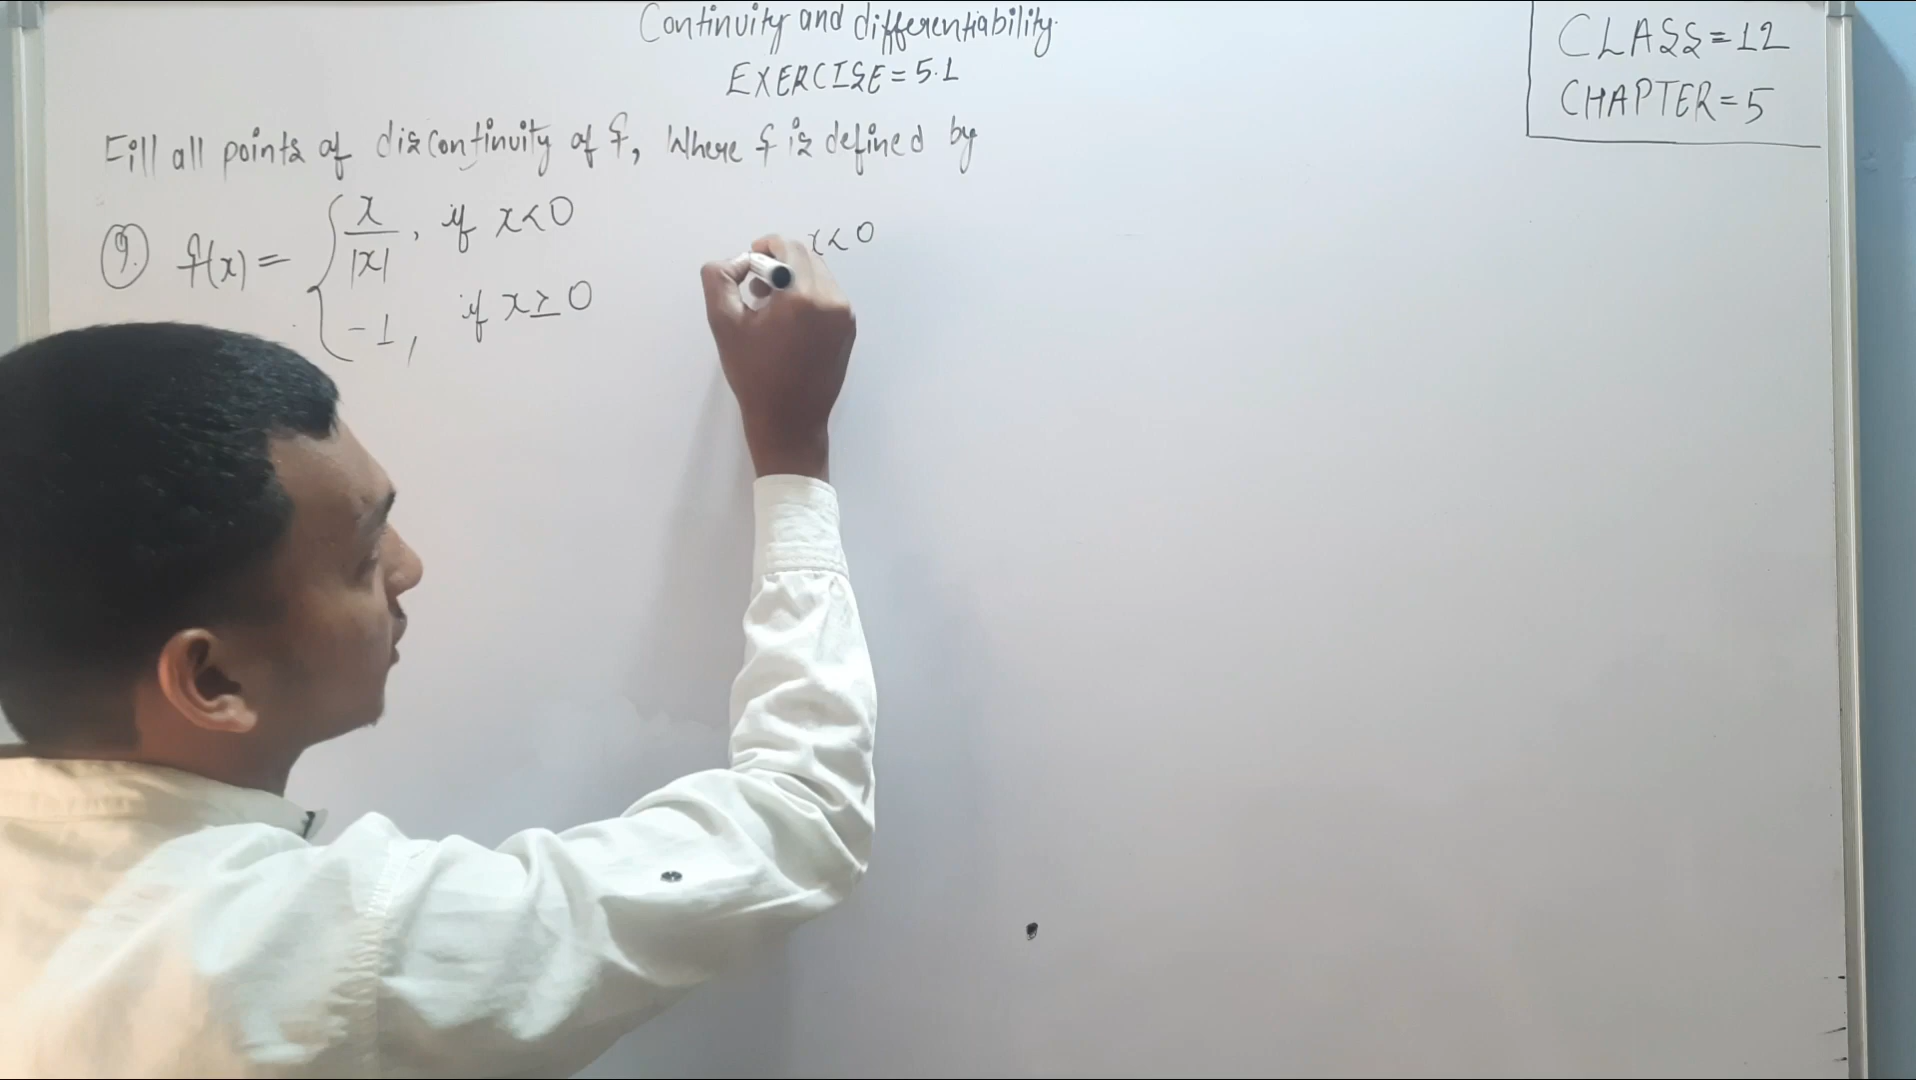 Continuity and differentiability.
EXERCISE = 5.1
CLASS = 12
CHAPTER = 5
Fill all points of discontinuity of f, Where f is defined by
9. f(x) = { x/|x| , if x<0
-1, if x≥0
x<0